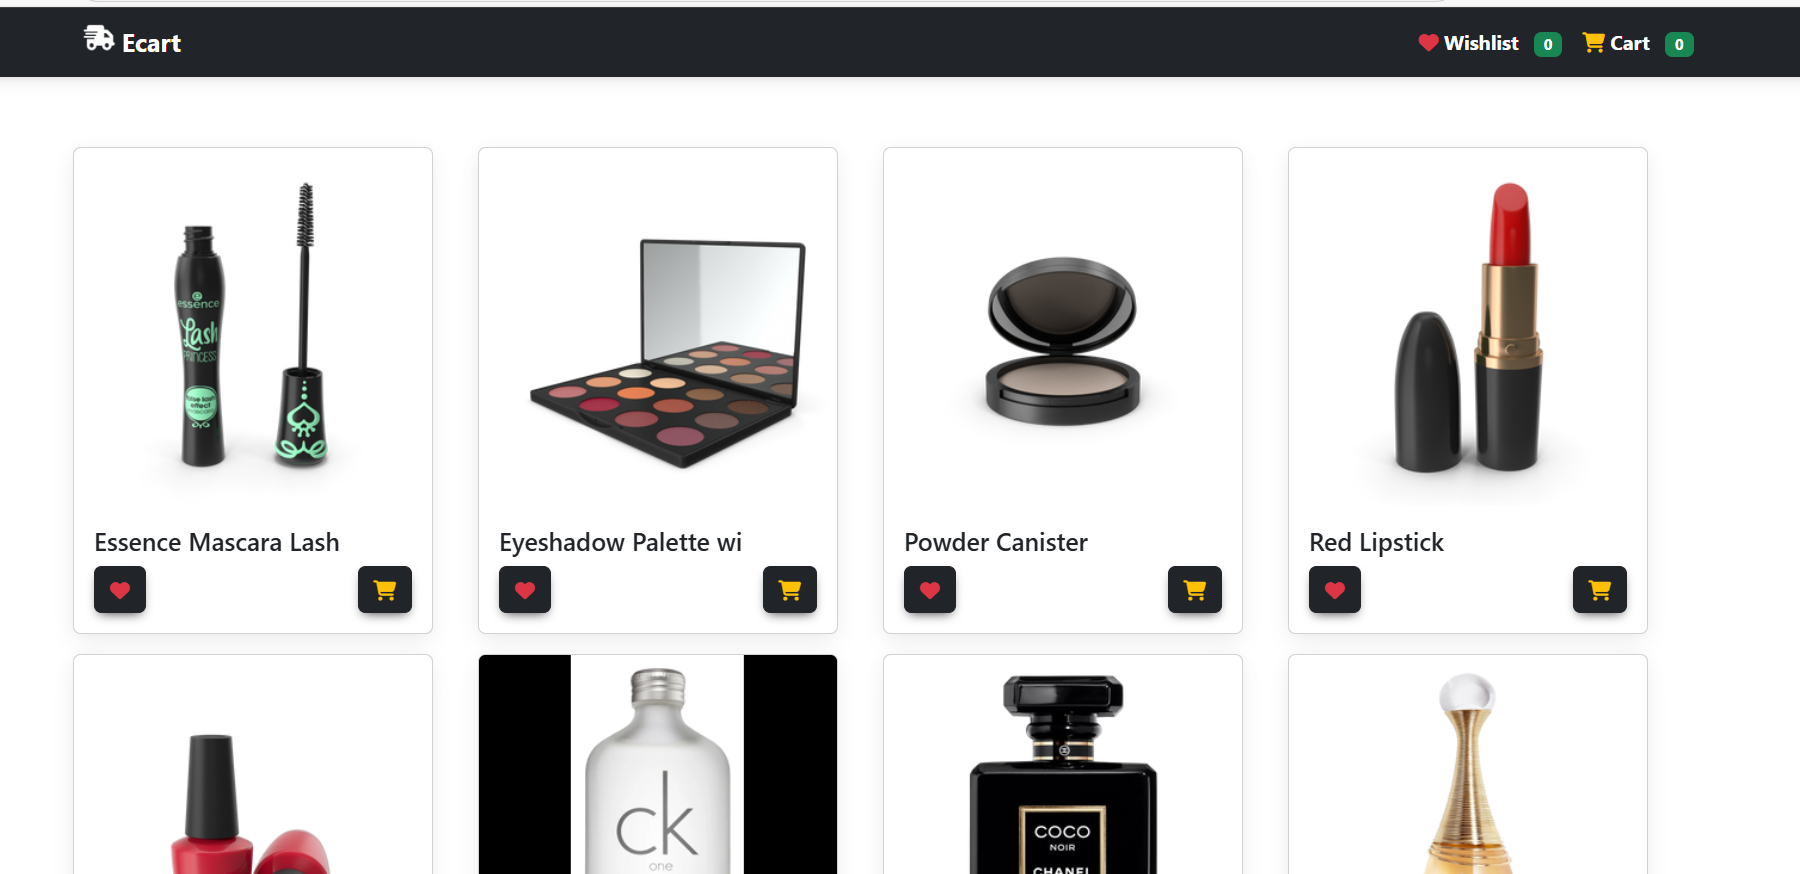 Ecart
Wishlist 0 Cart 0
essence
Lash
PRINCESS
false lash
effect
Essence Mascara Lash
Eyeshadow Palette wi
Powder Canister
Red Lipstick
ck
one
COCO
NOIR
CHANEL